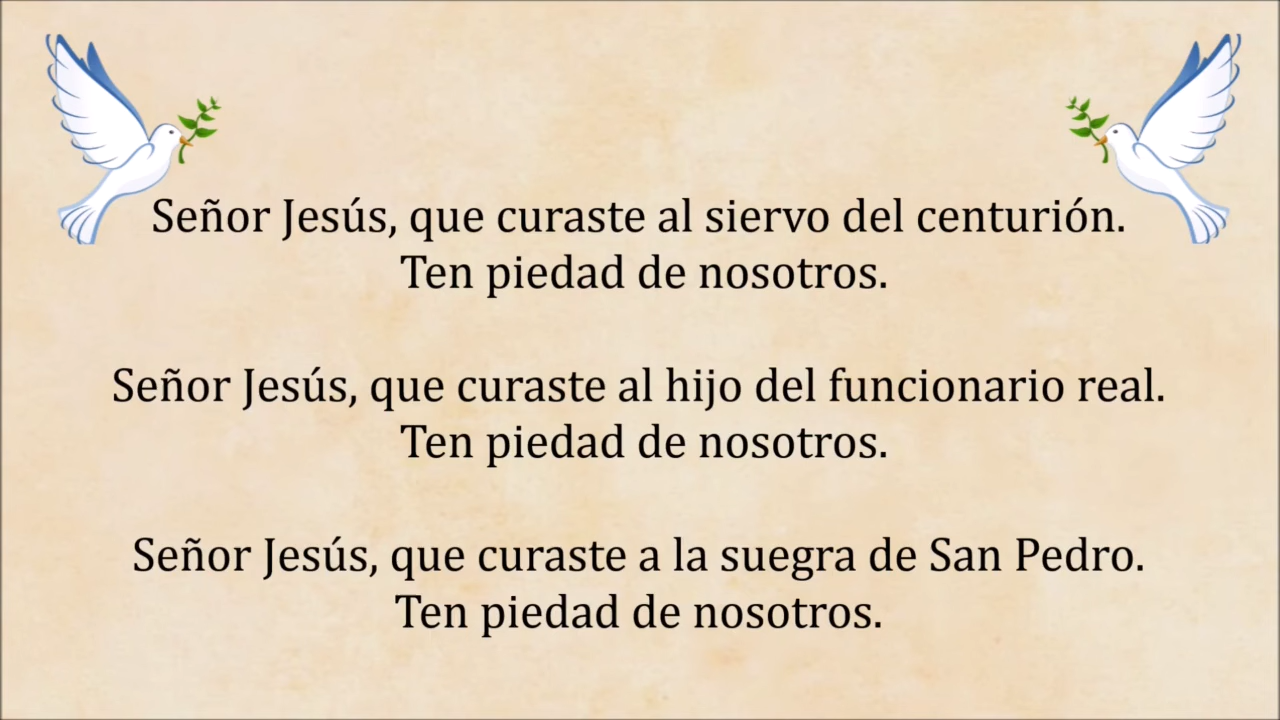 Señor Jesús, que curaste al siervo del centurión.
Ten piedad de nosotros.
Señor Jesús, que curaste al hijo del funcionario real.
Ten piedad de nosotros.
Señor Jesús, que curaste a la suegra de San Pedro.
Ten piedad de nosotros.